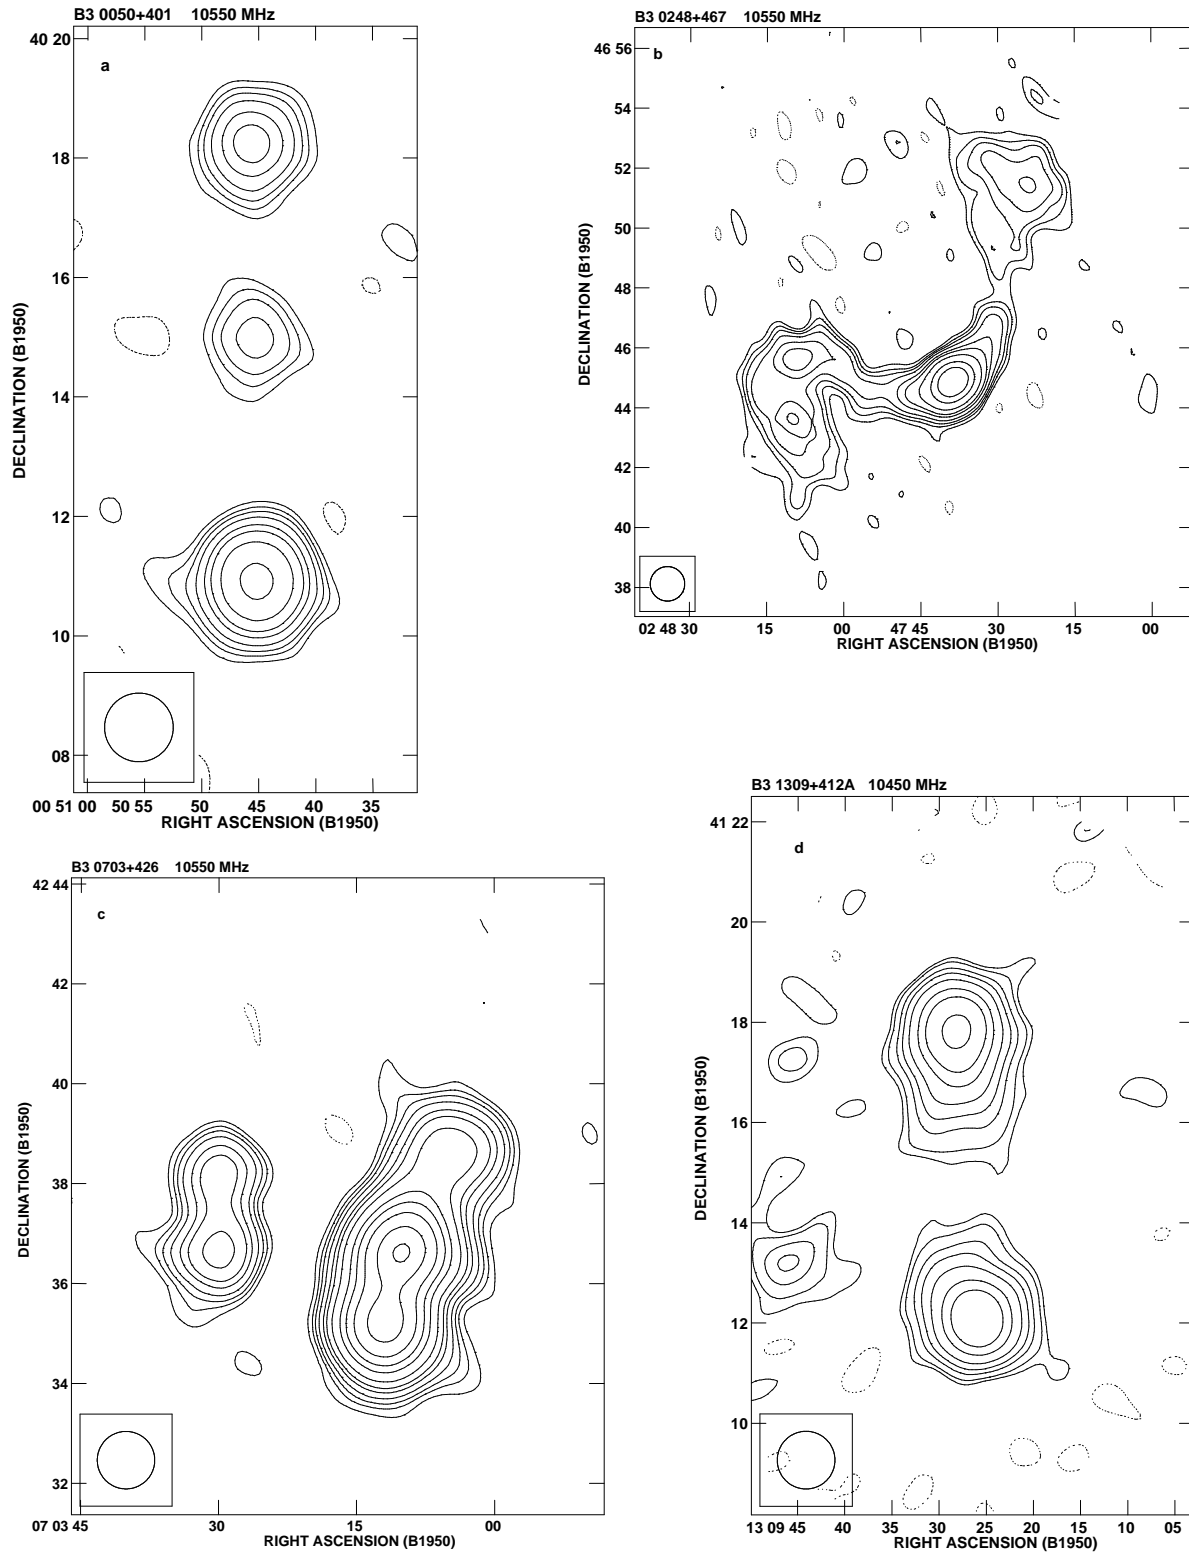 B3 0050+401 10550 MHz
40 20
a
18
16
14
12
10
08
DECLINATION (B1950)
00 51 00 50 55 50 45 40 35
RIGHT ASCENSION (B1950)
B3 0248+467 10550 MHz
46 56
b
54
52
50
48
46
44
42
40
38
DECLINATION (B1950)
02 48 30 15 00 47 45 30 15 00
RIGHT ASCENSION (B1950)
B3 0703+426 10550 MHz
42 44
c
42
40
38
36
34
32
DECLINATION (B1950)
07 03 45 30 15 00
RIGHT ASCENSION (B1950)
B3 1309+412A 10450 MHz
41 22
d
20
18
16
14
12
10
DECLINATION (B1950)
13 09 45 40 35 30 25 20 15 10 05
RIGHT ASCENSION (B1950)